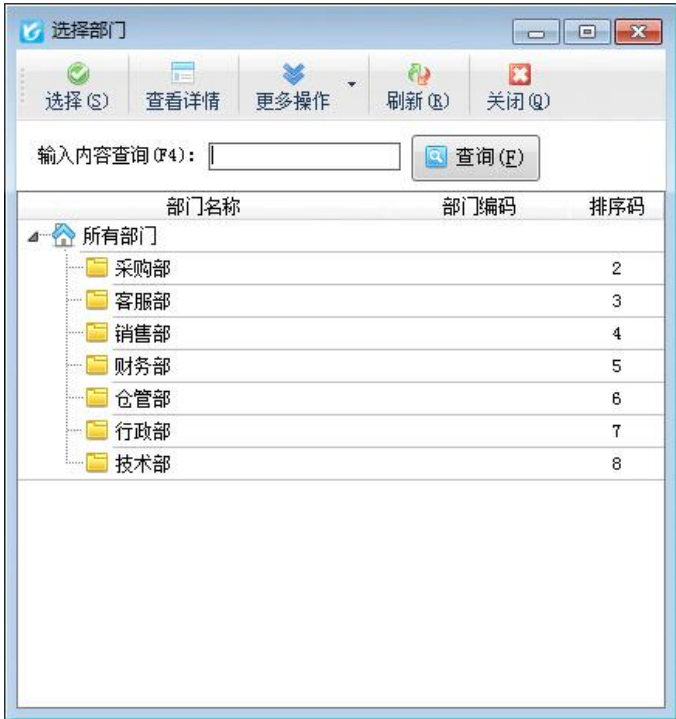 选择部门
选择(S) 查看详情 更多操作 刷新(R) 关闭(Q)
输入内容查询(F4): 查询(F)
部门名称 部门编码 排序码
所有部门
采购部 2
客服部 3
销售部 4
财务部 5
仓管部 6
行政部 7
技术部 8